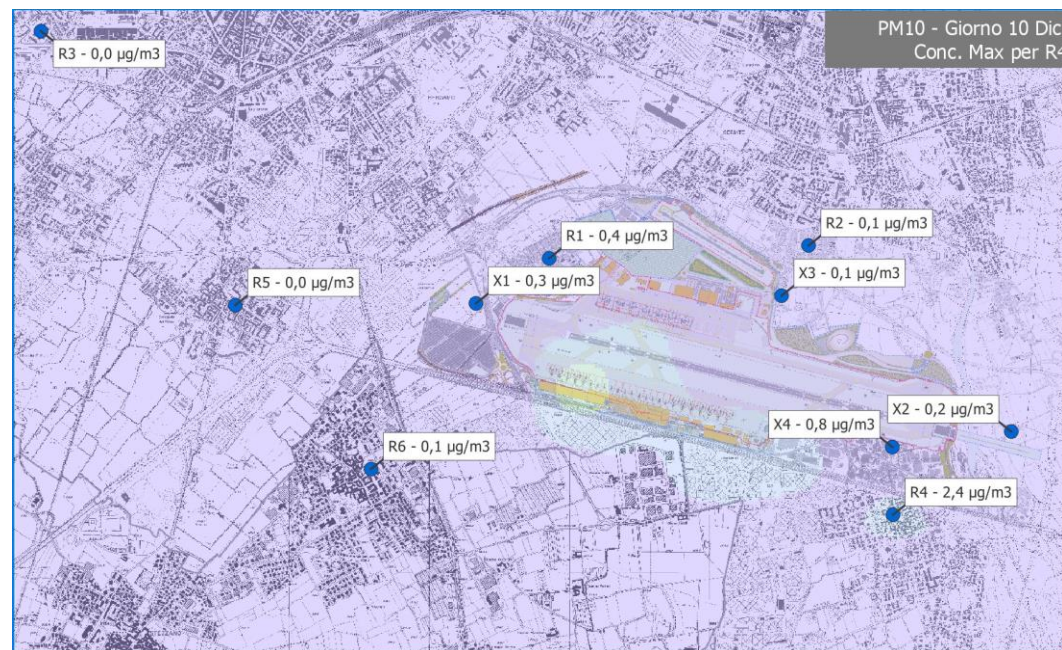 PM10 - Giorno 10 Dic
Conc. Max per R4
R3 - 0,0 µg/m3
R2 - 0,1 µg/m3
R1 - 0,4 µg/m3
X3 - 0,1 µg/m3
X1 - 0,3 µg/m3
R5 - 0,0 µg/m3
X2 - 0,2 µg/m3
X4 - 0,8 µg/m3
R6 - 0,1 µg/m3
R4 - 2,4 µg/m3